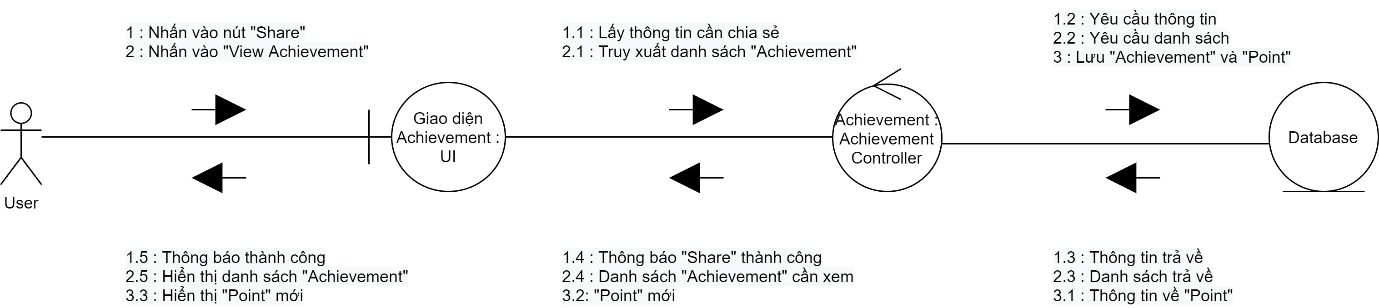 1 : Nhấn vào nút "Share"
2 : Nhấn vào "View Achievement"
1.1 : Lấy thông tin cần chia sẻ
2.1 : Truy xuất danh sách "Achievement"
1.2 : Yêu cầu thông tin
2.2 : Yêu cầu danh sách
3 : Lưu "Achievement" và "Point"
User
Giao diện
Achievement :
UI
Achievement :
Achievement
Controller
Database
1.5 : Thông báo thành công
2.5 : Hiển thị danh sách "Achievement"
3.3 : Hiển thị "Point" mới
1.4 : Thông báo "Share" thành công
2.4 : Danh sách "Achievement" cần xem
3.2: "Point" mới
1.3 : Thông tin trả về
2.3 : Danh sách trả về
3.1 : Thông tin về "Point"